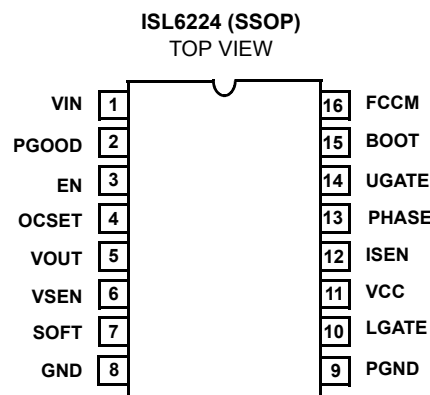 ISL6224 (SSOP)
TOP VIEW
VIN 1 16 FCCM
PGOOD 2 15 BOOT
EN 3 14 UGATE
OCSET 4 13 PHASE
VOUT 5 12 ISEN
VSEN 6 11 VCC
SOFT 7 10 LGATE
GND 8 9 PGND